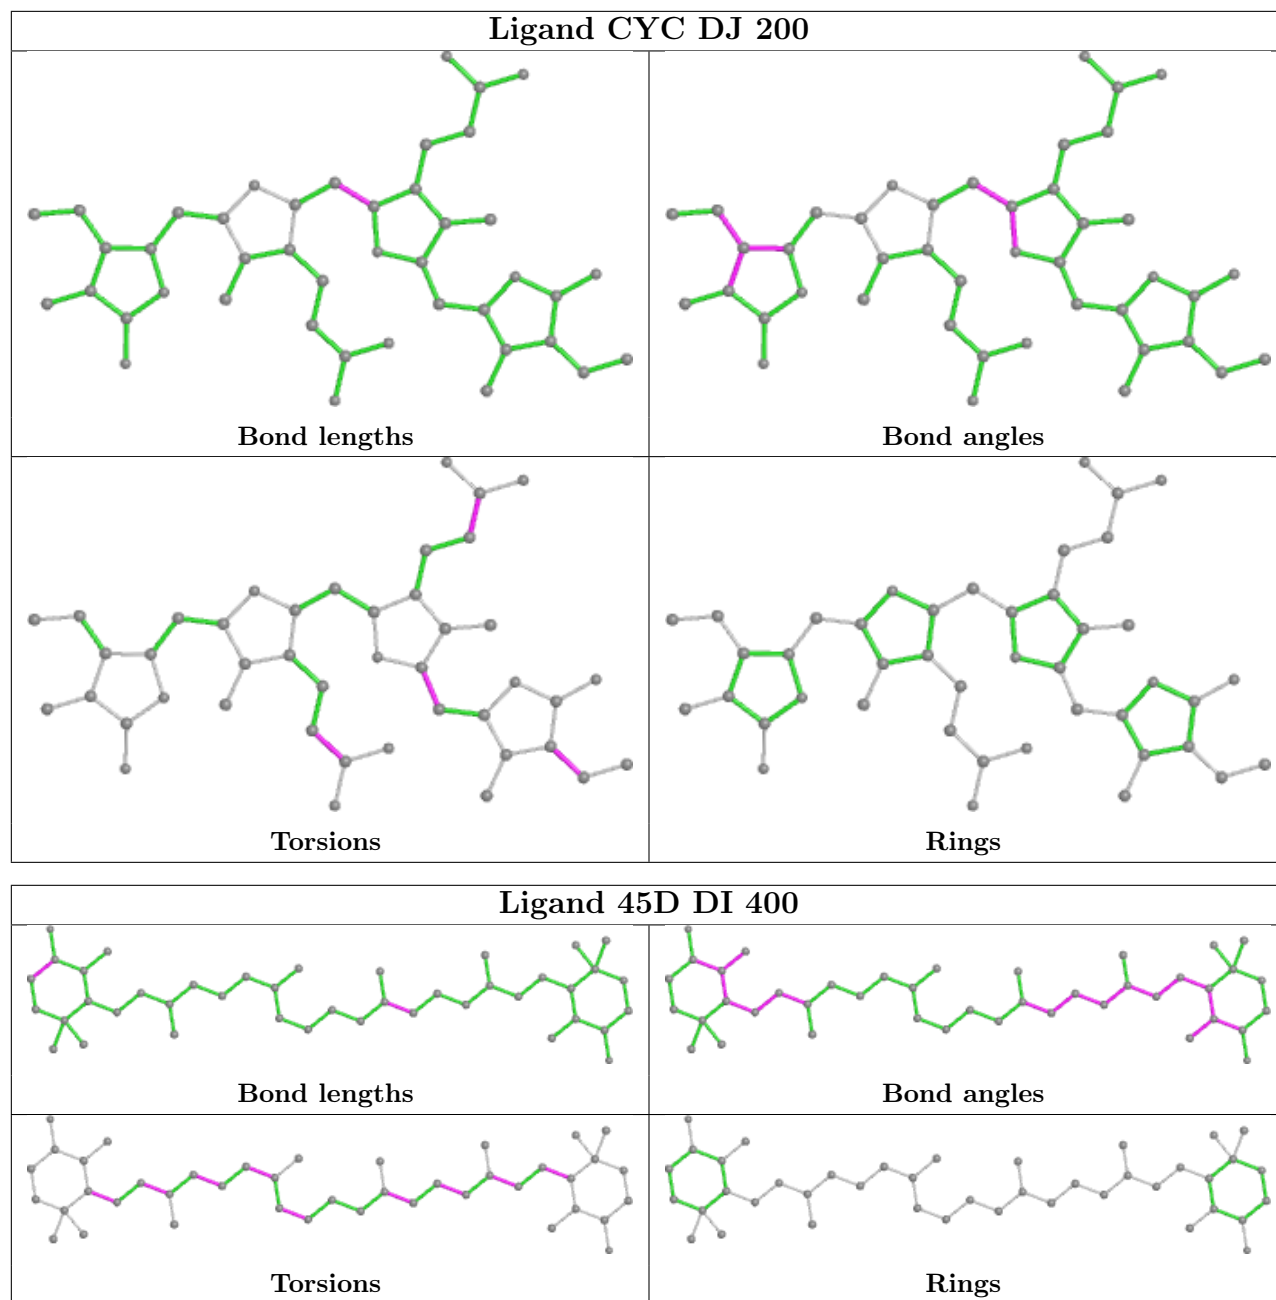 Ligand CYC DJ 200
Bond lengths
Bond angles
Torsions
Rings
Ligand 45D DI 400
Bond lengths
Bond angles
Torsions
Rings